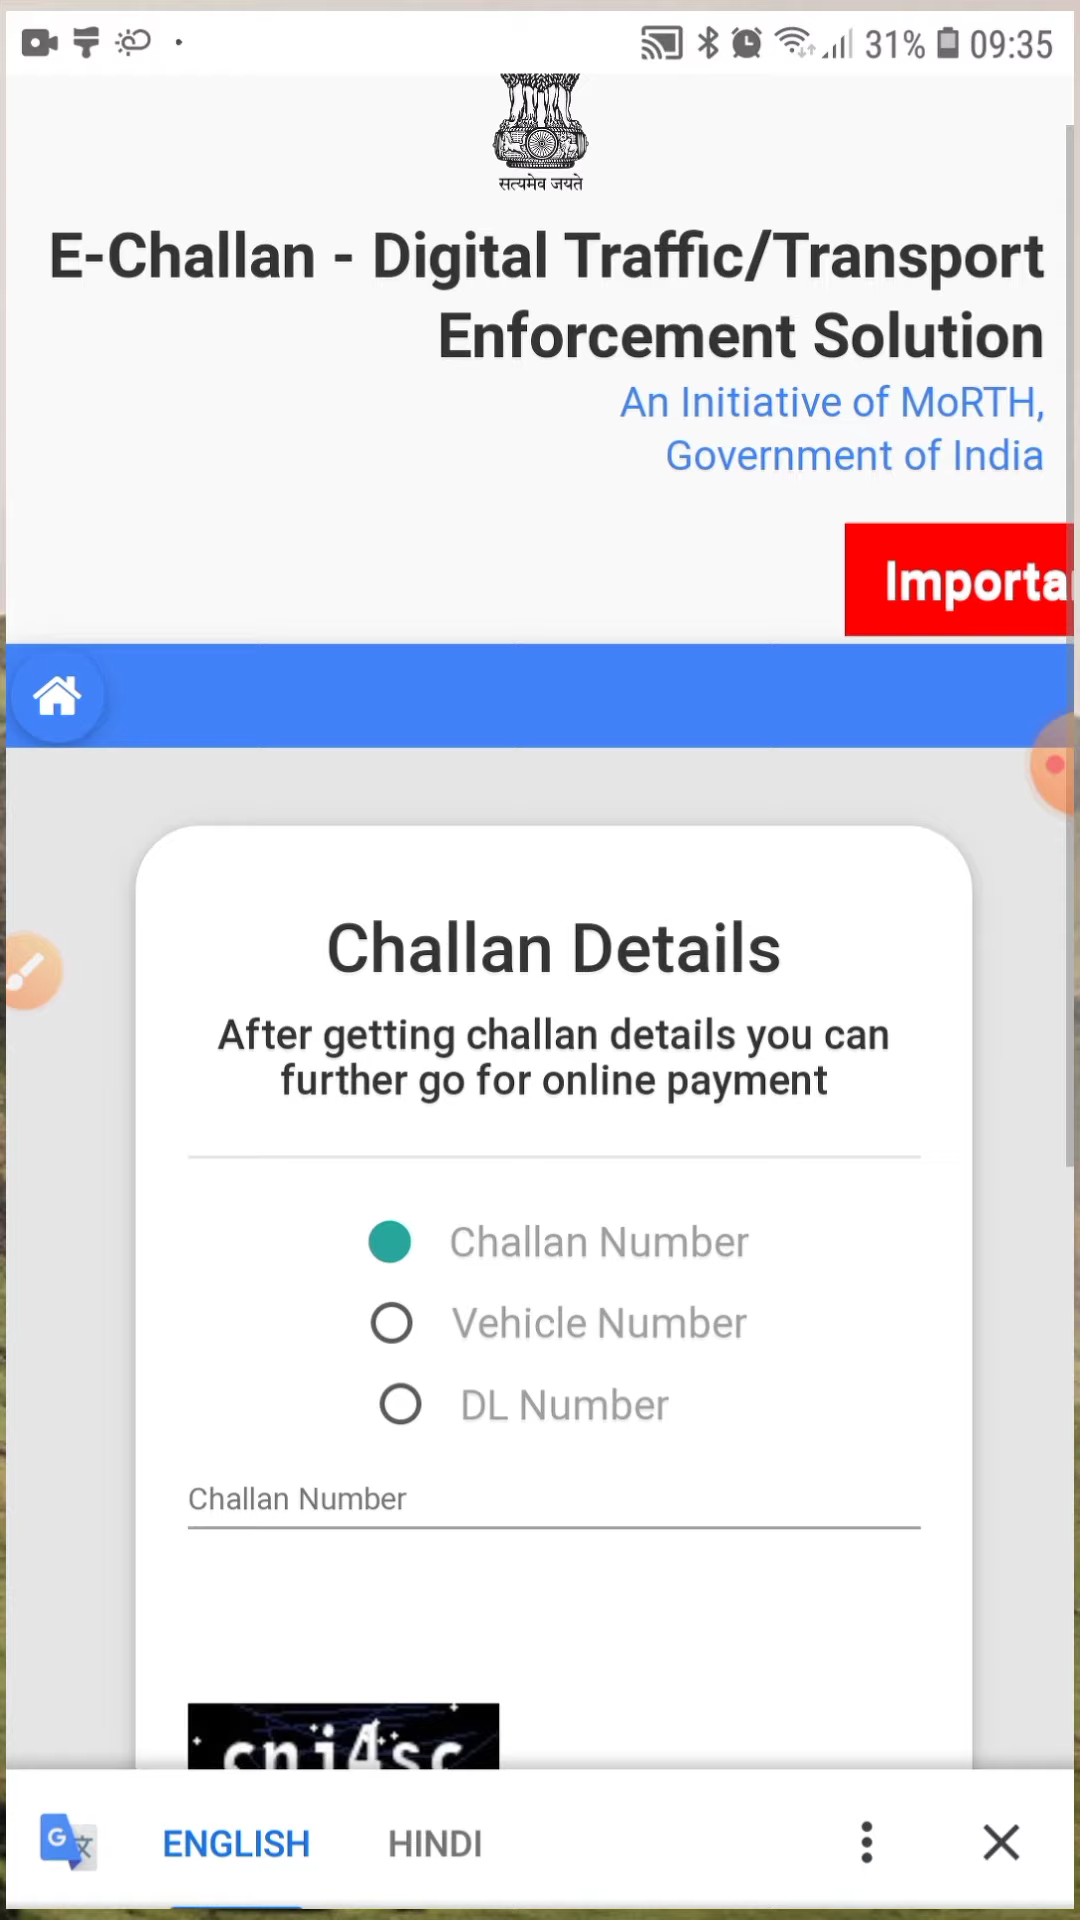 31% 09:35
सत्यमेव जयते
E-Challan - Digital Traffic/Transport
Enforcement Solution
An Initiative of MoRTH,
Government of India
Importa
Challan Details
After getting challan details you can
further go for online payment
Challan Number
Vehicle Number
DL Number
Challan Number
ENGLISH HINDI